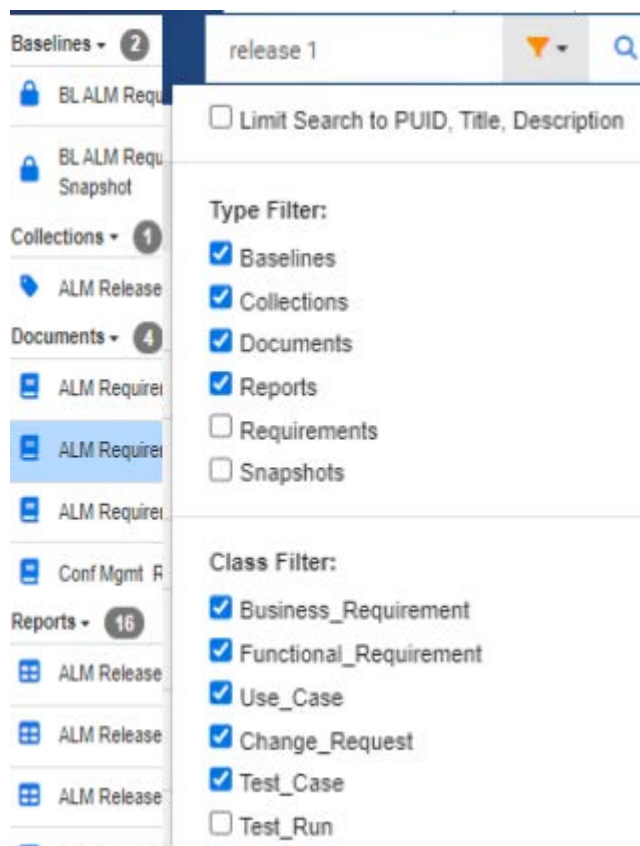 Baselines 2
BL ALM Requ
BL ALM Requ
Snapshot
Collections 1
ALM Release
Documents 4
ALM Requirer
ALM Requirer
ALM Requirer
Conf Mgmt R
Reports 16
ALM Release
ALM Release
ALM Release
release 1
Limit Search to PUID, Title, Description
Type Filter:
Baselines
Collections
Documents
Reports
Requirements
Snapshots
Class Filter:
Business_Requirement
Functional_Requirement
Use_Case
Change_Request
Test_Case
Test_Run